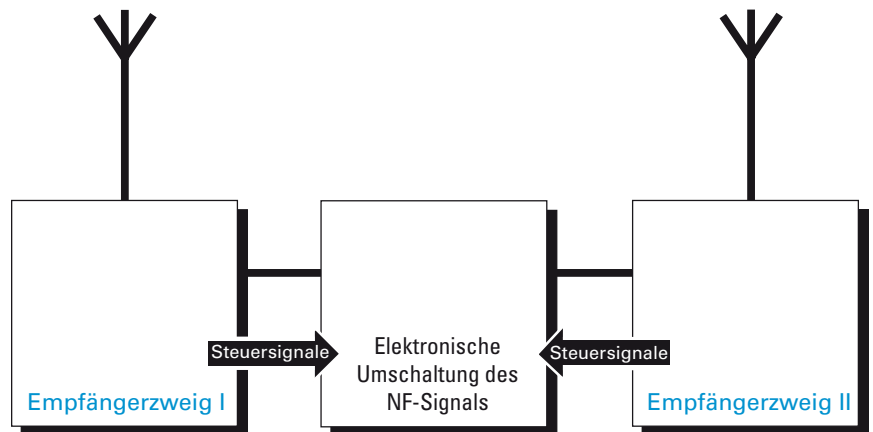 Steuersignale
Elektronische
Umschaltung des
NF-Signals
Steuersignale
Empfängerzweig I
Empfängerzweig II